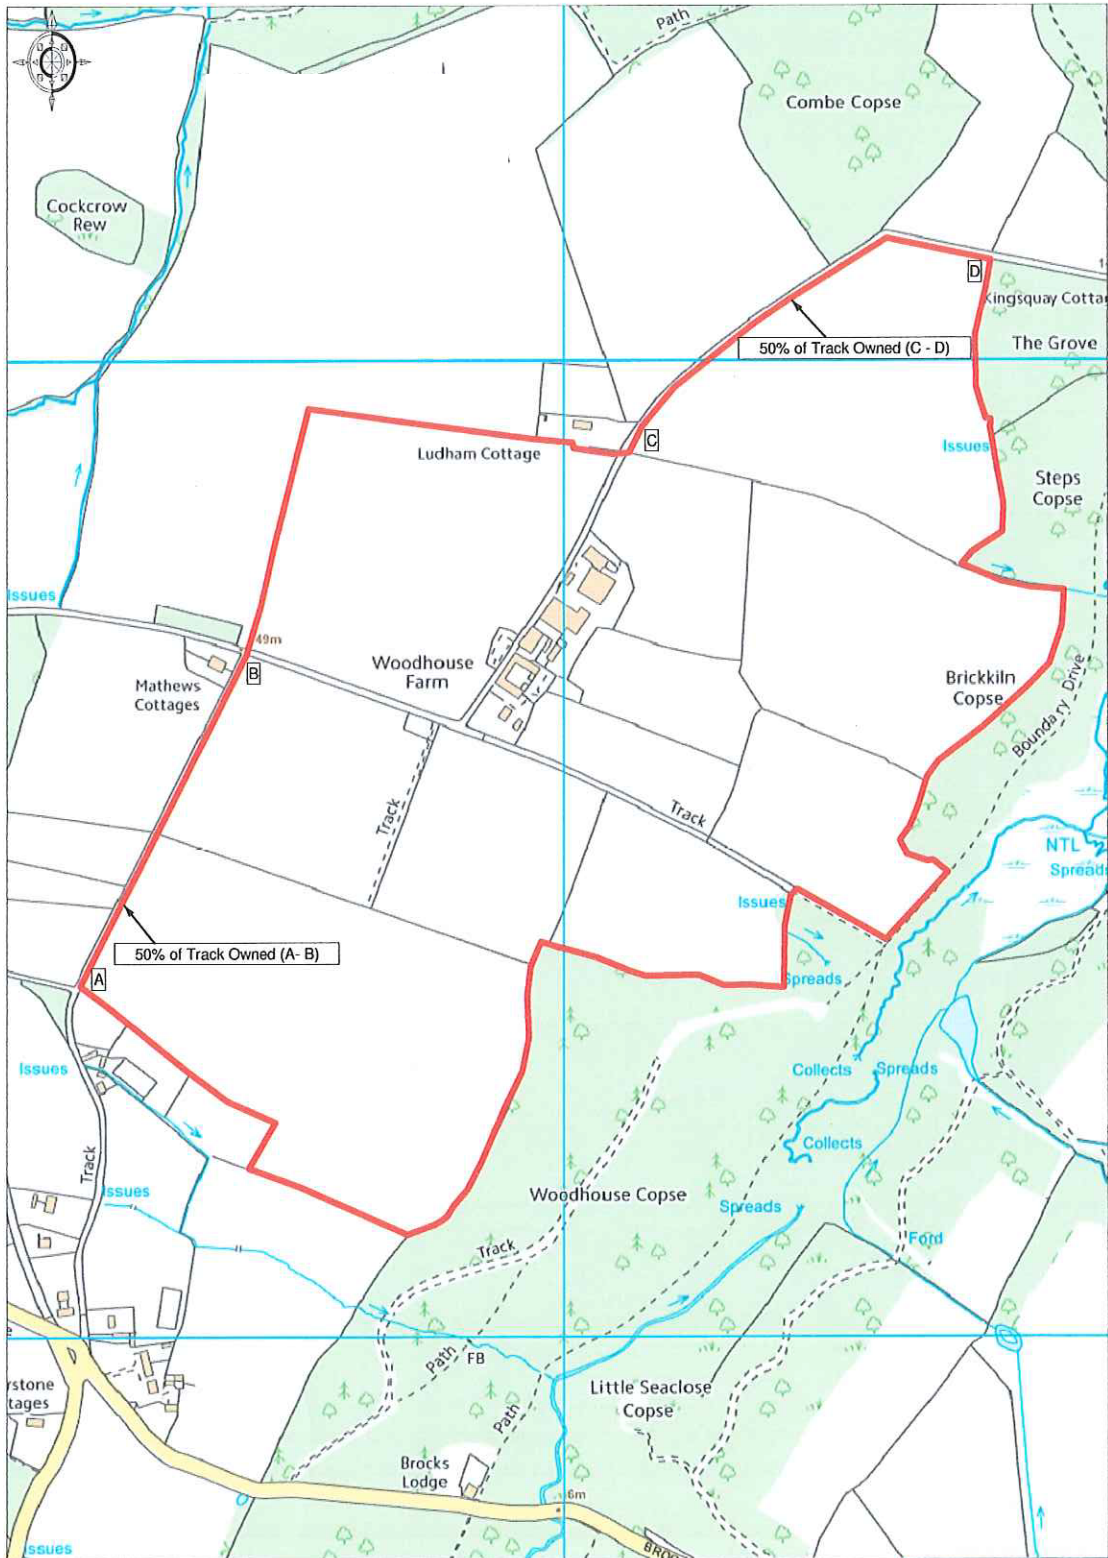 Path
Combe Copse
Cockcrow
Rew
D
Kingsquay Cotta
50% of Track Owned (C - D)
The Grove
C
Ludham Cottage
Issues
Steps
Copse
Issues
49m
B
Woodhouse
Farm
Mathews
Cottages
Brickkiln
Copse
Boundary Drive
Track
Track
NTL
Spreads
Issues
50% of Track Owned (A- B)
A
Spreads
Issues
Collects
Spreads
Collects
Track
Issues
Woodhouse Copse
Spreads
Track
Ford
Path
FB
rstone
tages
Little Seaclose
Copse
Path
Brocks
Lodge
6m
BROC
Issues